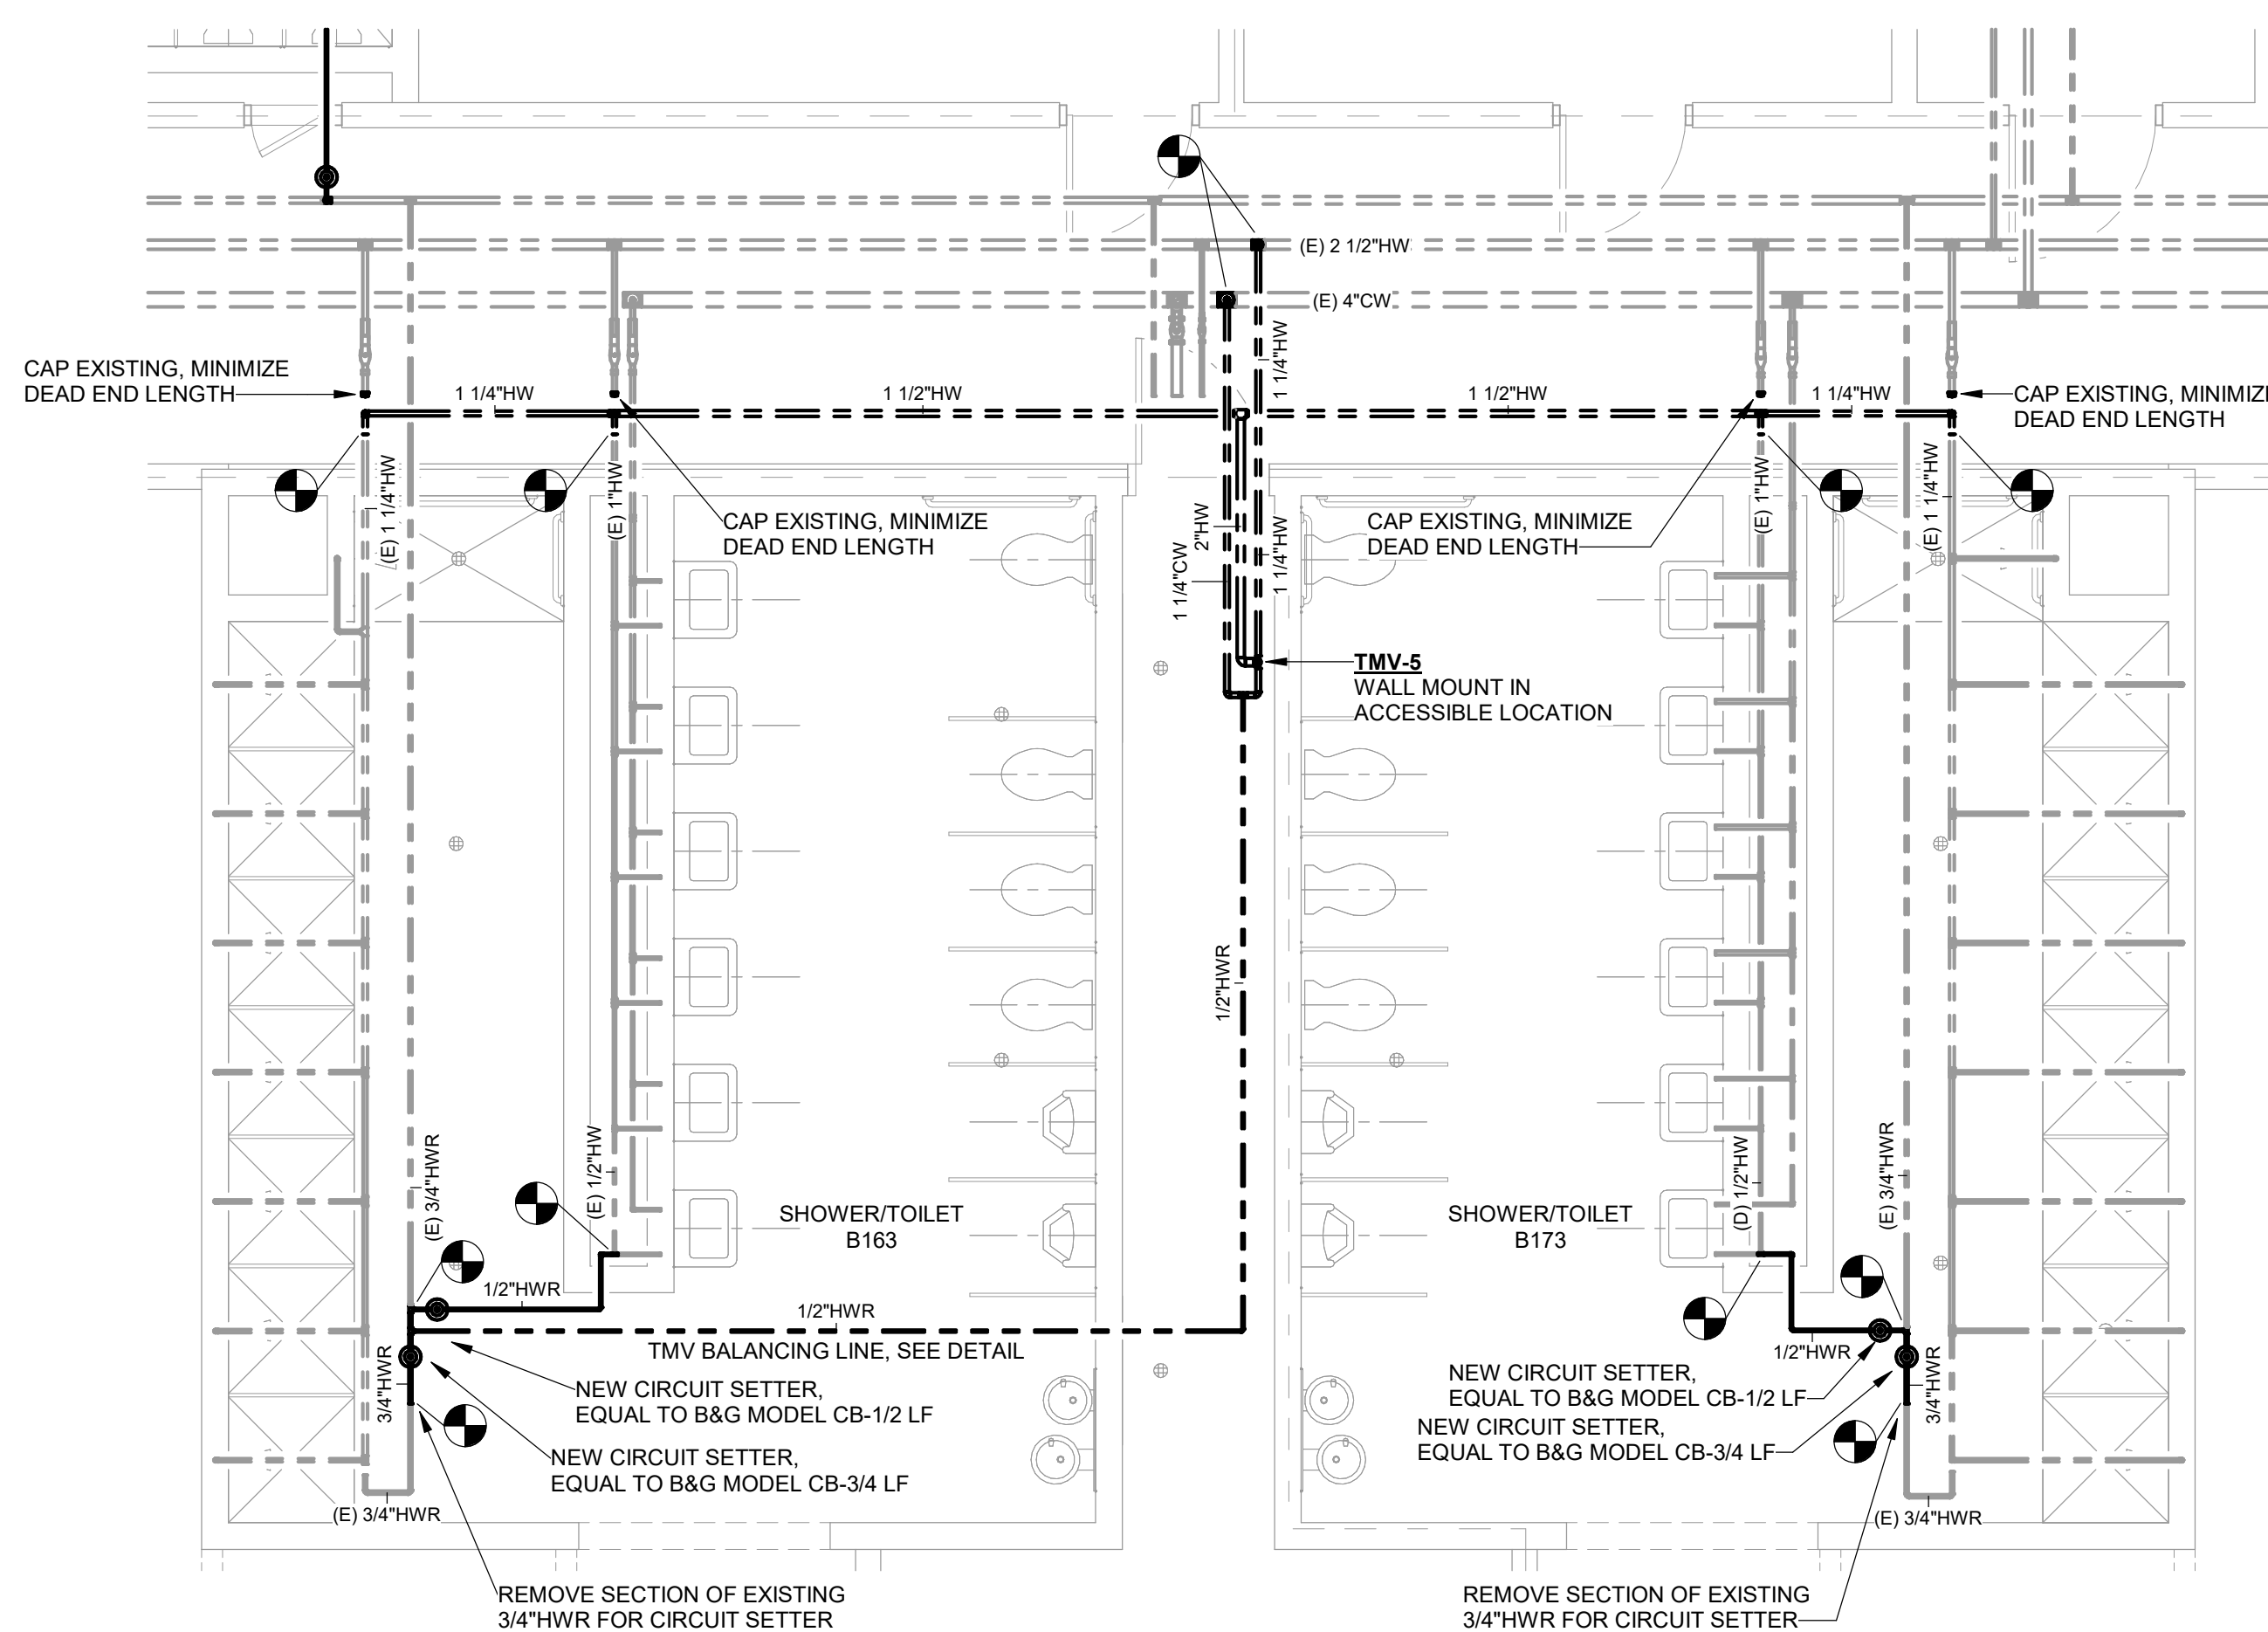 (E) 2 1/2"HW
(E) 4"CW
1 1/4"HW
CAP EXISTING, MINIMIZE
DEAD END LENGTH
1 1/4"HW
1 1/2"HW
1 1/2"HW
1 1/4"HW
CAP EXISTING, MINIMIZE
DEAD END LENGTH
(E) 1 1/4"HW
(E) 1"HW
CAP EXISTING, MINIMIZE
DEAD END LENGTH
2"HW
1 1/4"CW
1 1/4"HW
CAP EXISTING, MINIMIZE
DEAD END LENGTH
(E) 1"HW
(E) 1 1/4"HW
TMV-5
WALL MOUNT IN
ACCESSIBLE LOCATION
1/2"HWR
(E) 3/4"HWR
(E) 1/2"HW
SHOWER/TOILET
B163
SHOWER/TOILET
B173
(D) 1/2"HW
(E) 3/4"HWR
1/2"HWR
1/2"HWR
TMV BALANCING LINE, SEE DETAIL
1/2"HWR
3/4"HWR
NEW CIRCUIT SETTER,
EQUAL TO B&G MODEL CB-1/2 LF
NEW CIRCUIT SETTER,
EQUAL TO B&G MODEL CB-3/4 LF
NEW CIRCUIT SETTER,
EQUAL TO B&G MODEL CB-1/2 LF
NEW CIRCUIT SETTER,
EQUAL TO B&G MODEL CB-3/4 LF
3/4"HWR
(E) 3/4"HWR
(E) 3/4"HWR
REMOVE SECTION OF EXISTING
3/4"HWR FOR CIRCUIT SETTER
REMOVE SECTION OF EXISTING
3/4"HWR FOR CIRCUIT SETTER